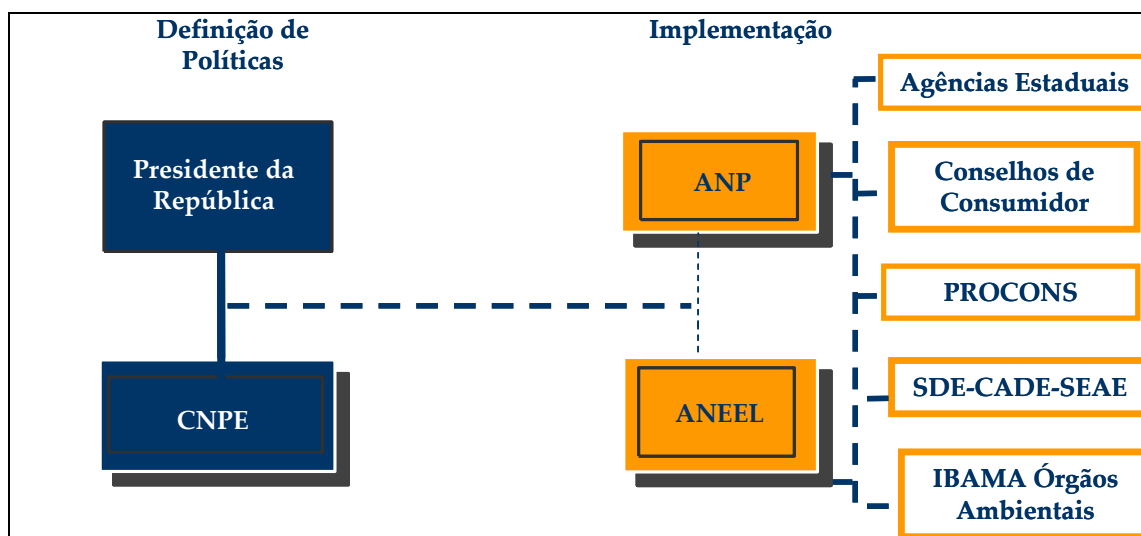 Definição de
Políticas
Implementação
Presidente da
República
CNPE
ANP
ANEEL
Agências Estaduais
Conselhos de
Consumidor
PROCONS
SDE-CADE-SEAE
IBAMA Órgãos
Ambientais